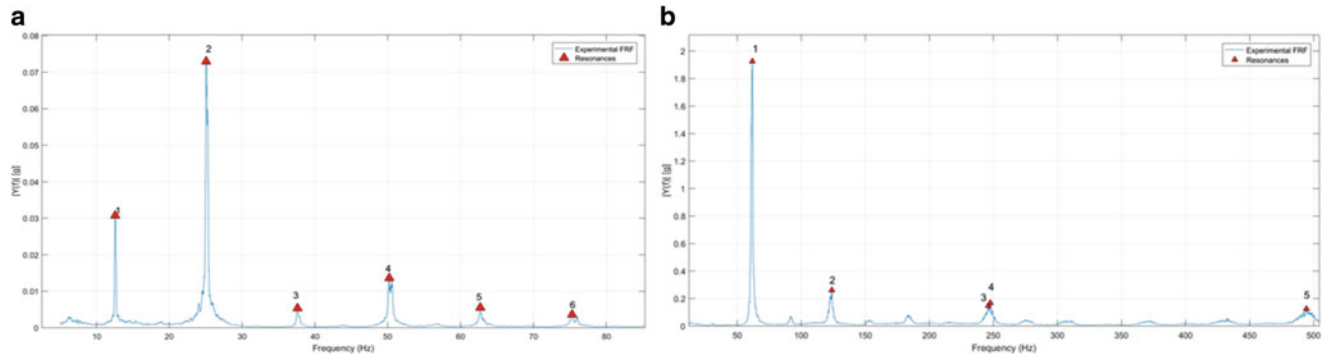 a
0.08
0.07
0.06
0.05
0.04
0.03
0.02
0.01
0
|Y(f)| [g]
1
2
3
4
5
6
Experimental FRF
Resonances
10 20 30 40 50 60 70 80
Frequency (Hz)
b
2
1.8
1.6
1.4
1.2
1
0.8
0.6
0.4
0.2
0
|Y(f)| [g]
1
2
3
4
5
Experimental FRF
Resonances
50 100 150 200 250 300 350 400 450 500
Frequency (Hz)